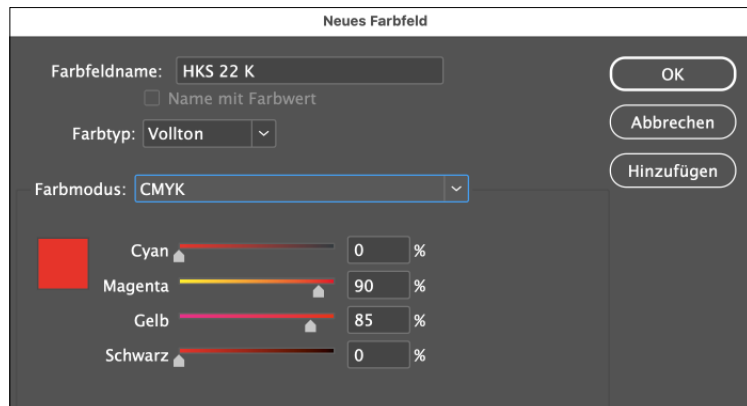 Neues Farbfeld
Farbfeldname: HKS 22 K
Name mit Farbwert
Farbtyp: Vollton
Farbmodus: CMYK
Cyan 0 %
Magenta 90 %
Gelb 85 %
Schwarz 0 %
OK
Abbrechen
Hinzufügen